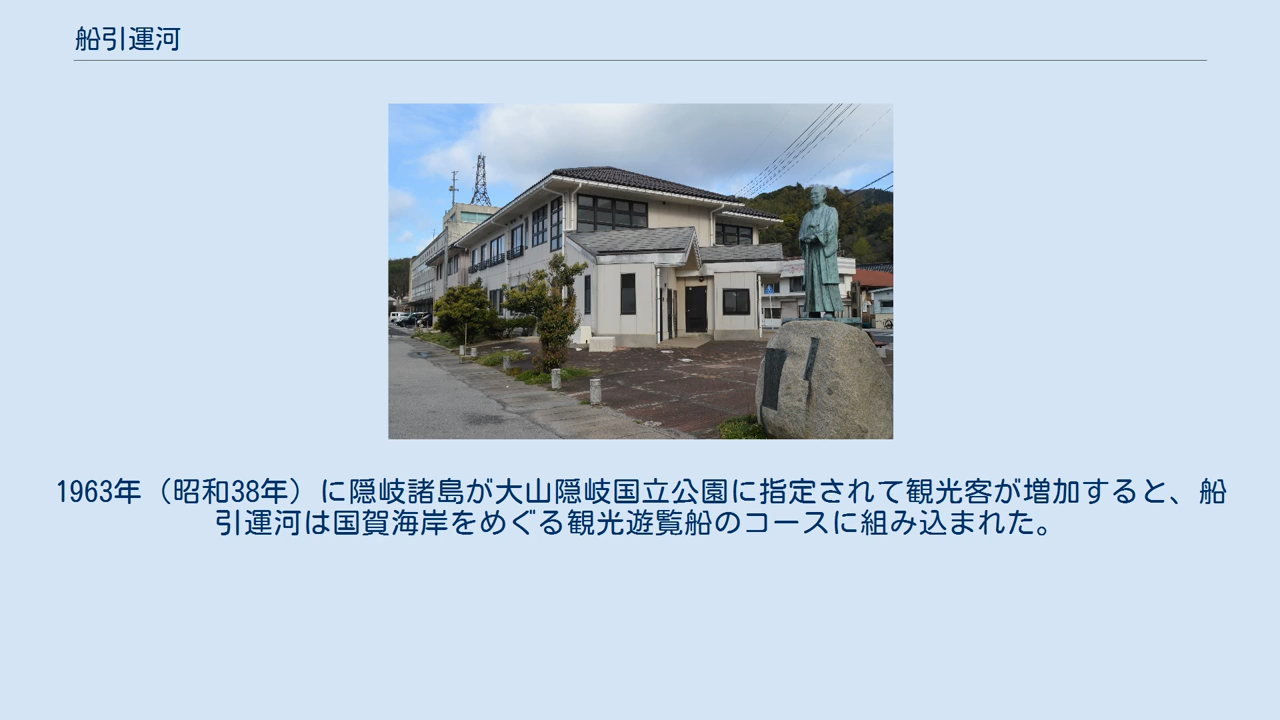 船引運河
1963年（昭和38年）に隠岐諸島が大山隠岐国立公園に指定されて観光客が増加すると、船
引運河は国賀海岸をめぐる観光遊覧船のコースに組み込まれた。